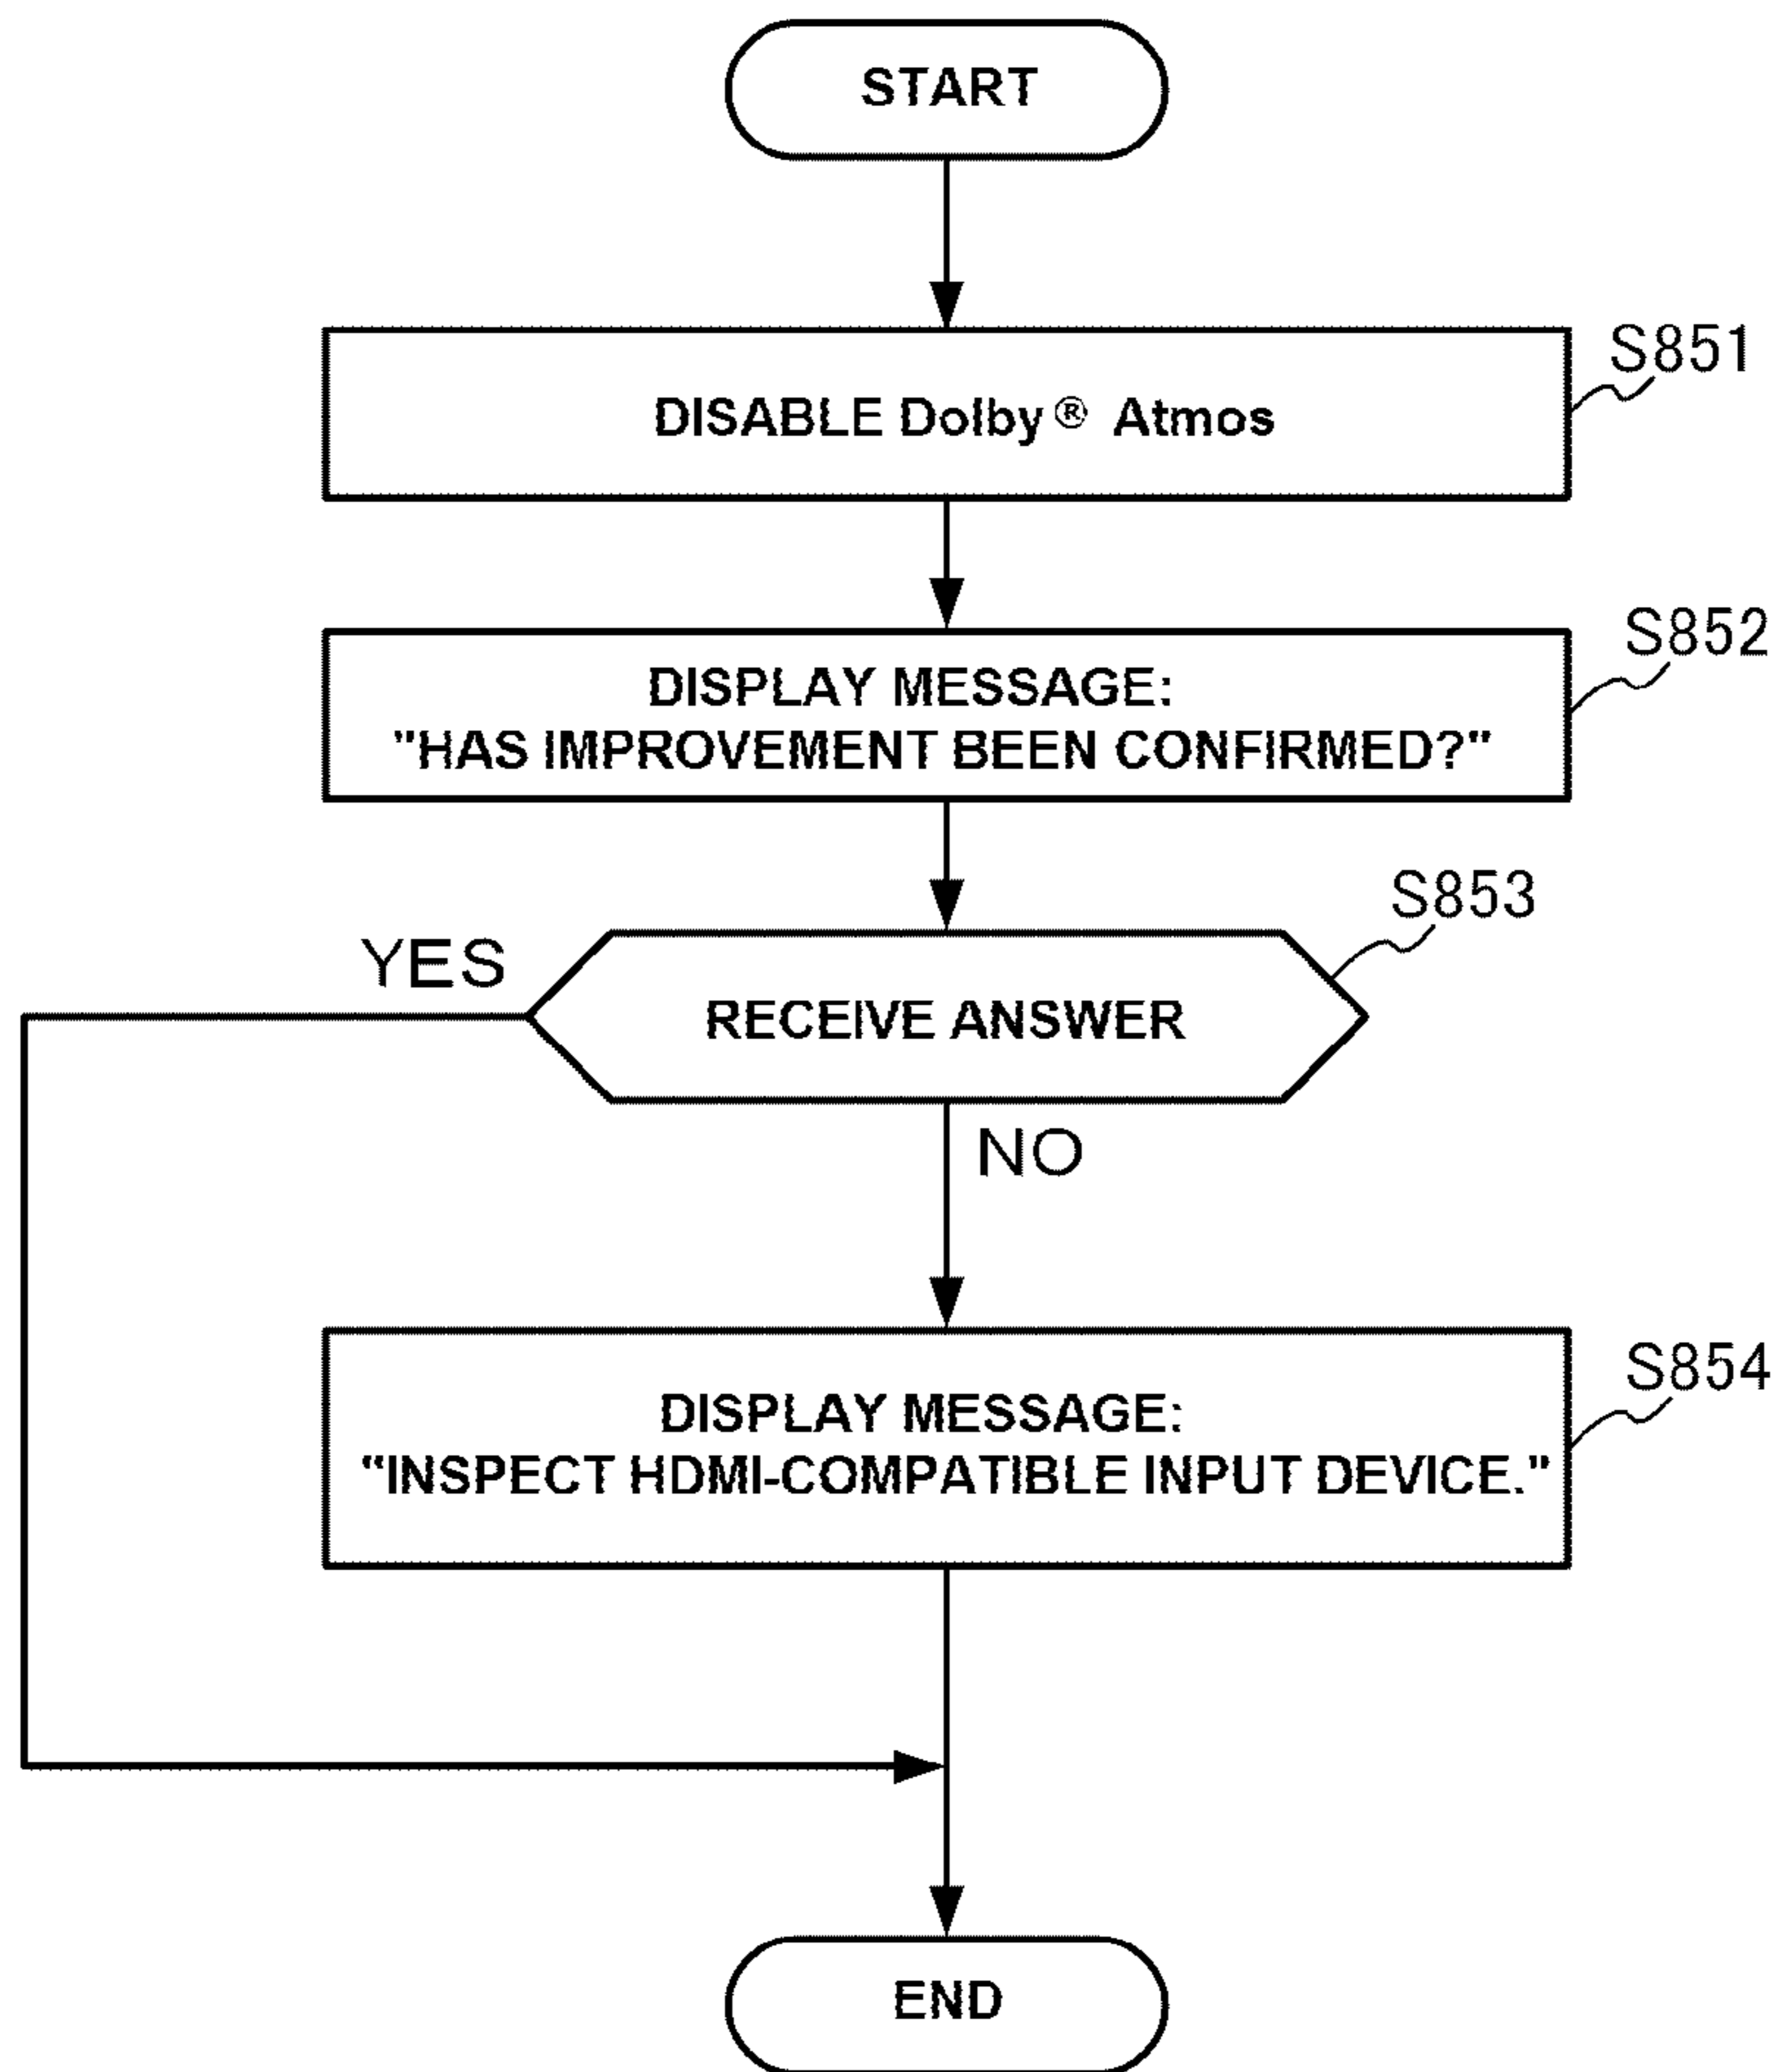 START
S851
DISABLE Dolby® Atmos
S852
DISPLAY MESSAGE:
"HAS IMPROVEMENT BEEN CONFIRMED?"
S853
YES
RECEIVE ANSWER
NO
S854
DISPLAY MESSAGE:
"INSPECT HDMI-COMPATIBLE INPUT DEVICE."
END